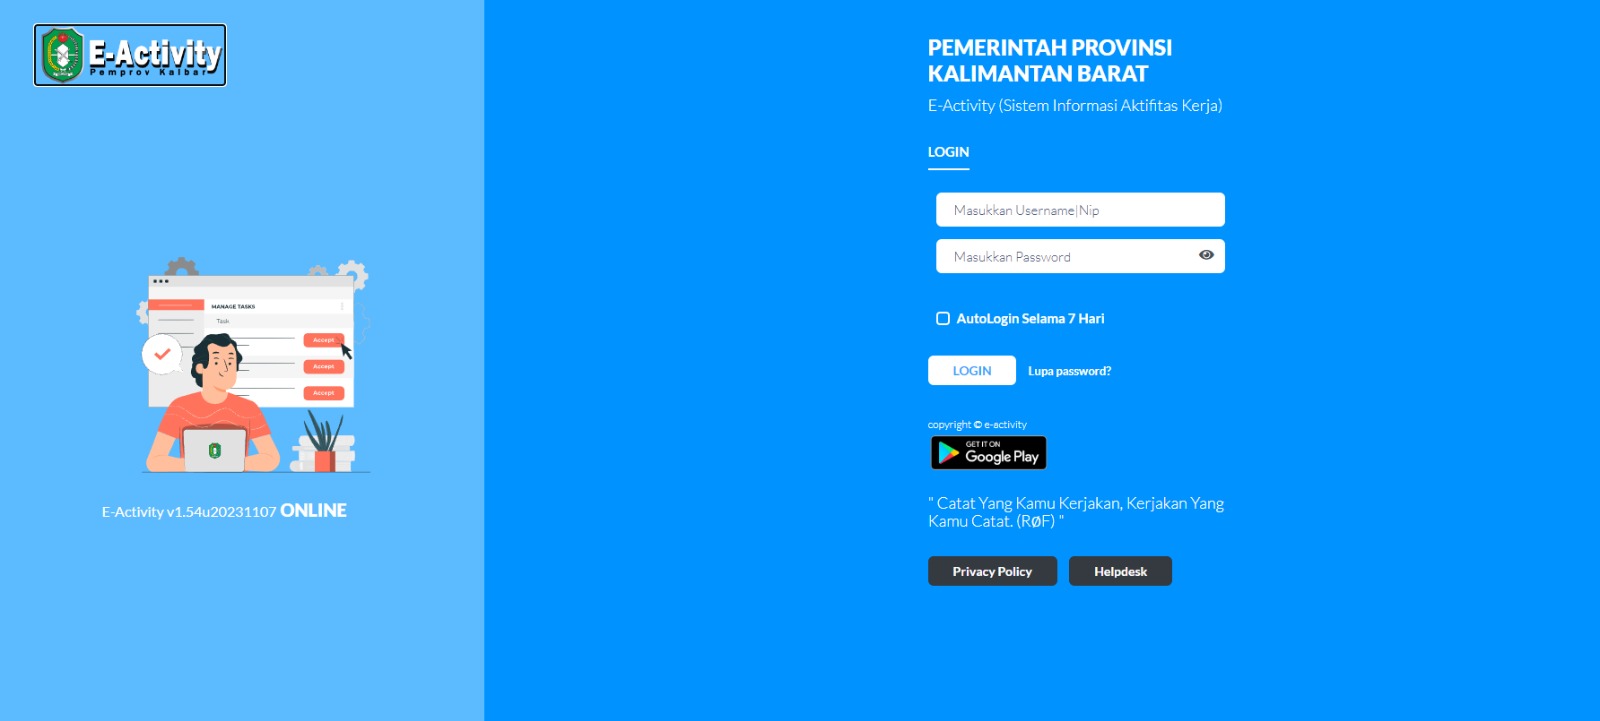 E-Activity
Pemprov Kalbar
MANAGE TASKS
Task
Accept
Accept
Accept
E-Activity v1.54u20231107 ONLINE
PEMERINTAH PROVINSI
KALIMANTAN BARAT
E-Activity (Sistem Informasi Aktifitas Kerja)
LOGIN
Masukkan Username|Nip
Masukkan Password
AutoLogin Selama 7 Hari
LOGIN Lupa password?
copyright © e-activity
GET IT ON
Google Play
" Catat Yang Kamu Kerjakan, Kerjakan Yang
Kamu Catat. (RøF) "
Privacy Policy Helpdesk